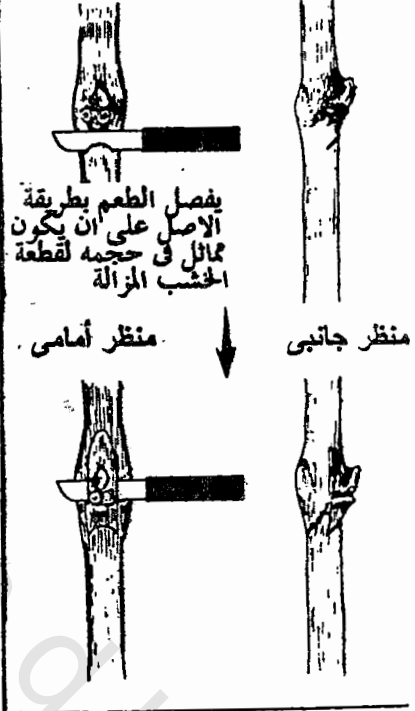 يفصل الطعم بطريقة
الاصل على ان يكون
مماثل فى حجمه لقطعة
الخشب المزالة
منظر جانبى
منظر أمامى